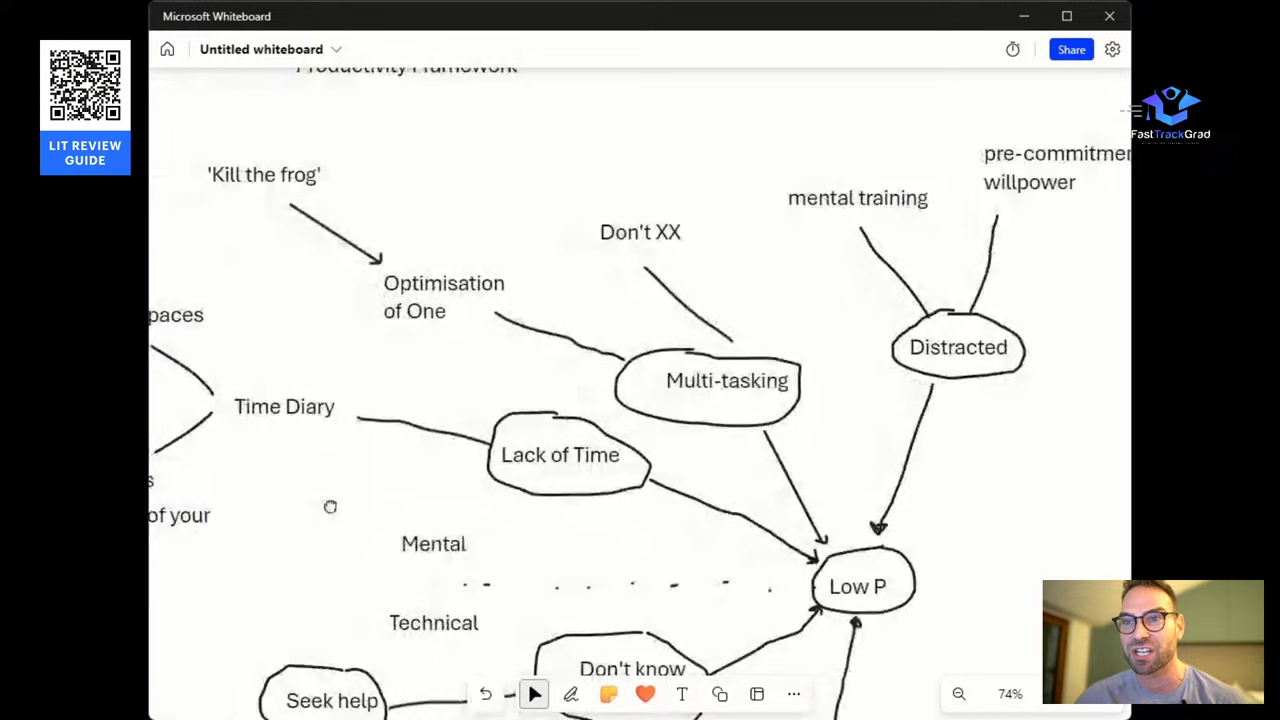 Microsoft Whiteboard
Untitled whiteboard
Share
Productivity Framework
LIT REVIEW
GUIDE
FastTrackGrad
'Kill the frog'
Don't XX
mental training
pre-commitmen
willpower
Optimisation
of One
paces
Distracted
Multi-tasking
Time Diary
Lack of Time
s
of your
Mental
Low P
Technical
Don't know
Seek help
74%